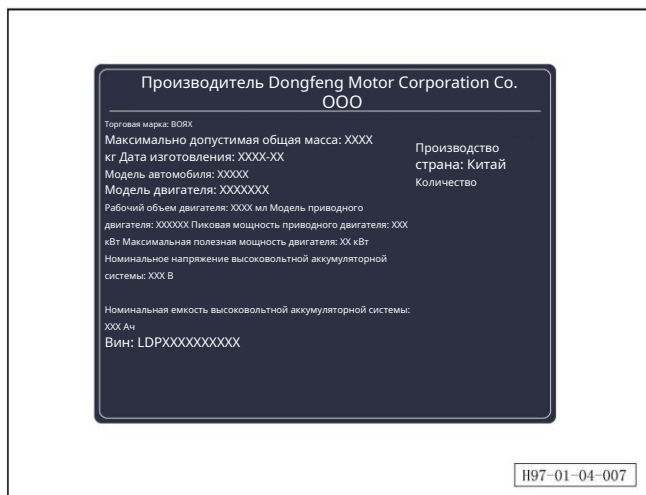 Производитель Dongfeng Motor Corporation Co.
ООО
Торговая марка: ВОЯХ
Максимально допустимая общая масса: XXXX
кг Дата изготовления: XXXX-XX
Модель автомобиля: XXXXX
Модель двигателя: XXXXXXX
Рабочий объем двигателя: XXXX мл Модель приводного
двигателя: XXXXXX Пиковая мощность приводного двигателя: XXX
кВт Максимальная полезная мощность двигателя: XX кВт
Номинальное напряжение высоковольтной аккумуляторной
системы: XXX В
Номинальная емкость высоковольтной аккумуляторной системы:
XXX Ач
Вин: LDPXXXXXXXXXX
Производство
страна: Китай
Количество
H97-01-04-007